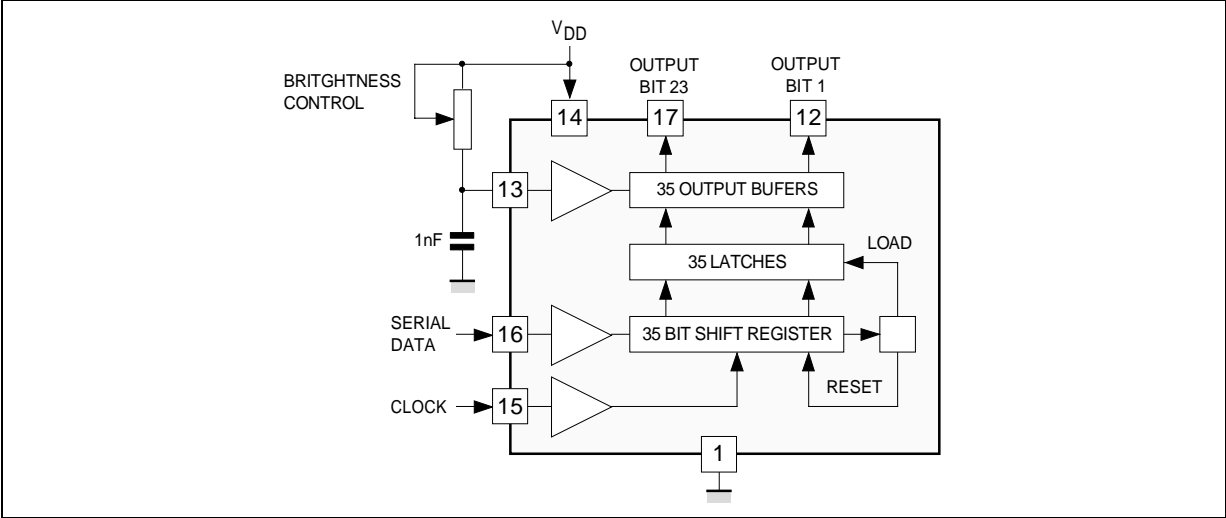 VDD
BRITGHTNESS
CONTROL
OUTPUT
BIT 23
OUTPUT
BIT 1
14
17
12
13
35 OUTPUT BUFERS
1nF
LOAD
35 LATCHES
SERIAL
DATA
16
35 BIT SHIFT REGISTER
RESET
CLOCK
15
1